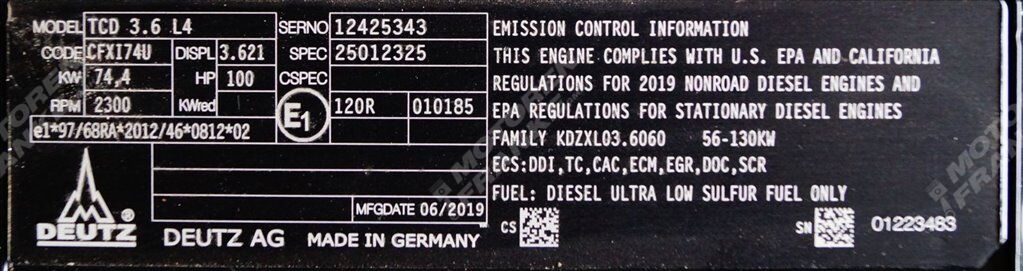 MODEL TCD 3.6 L4
CODE CFXI74U DISPL 3.621
KW 74,4 HP 100
RPM 2300 KWred
e1*97/68RA*2012/46*0812*02
SERNO 12425343
SPEC 25012325
CSPEC
E1 120R 010185
MFGDATE 06/2019
DEUTZ ®
DEUTZ AG MADE IN GERMANY
EMISSION CONTROL INFORMATION
THIS ENGINE COMPLIES WITH U.S. EPA AND CALIFORNIA
REGULATIONS FOR 2019 NONROAD DIESEL ENGINES AND
EPA REGULATIONS FOR STATIONARY DIESEL ENGINES
FAMILY KDZXL03.6060 56-130KW
ECS:DDI,TC,CAC,ECM,EGR,DOC,SCR
FUEL: DIESEL ULTRA LOW SULFUR FUEL ONLY
CS SN 01223483